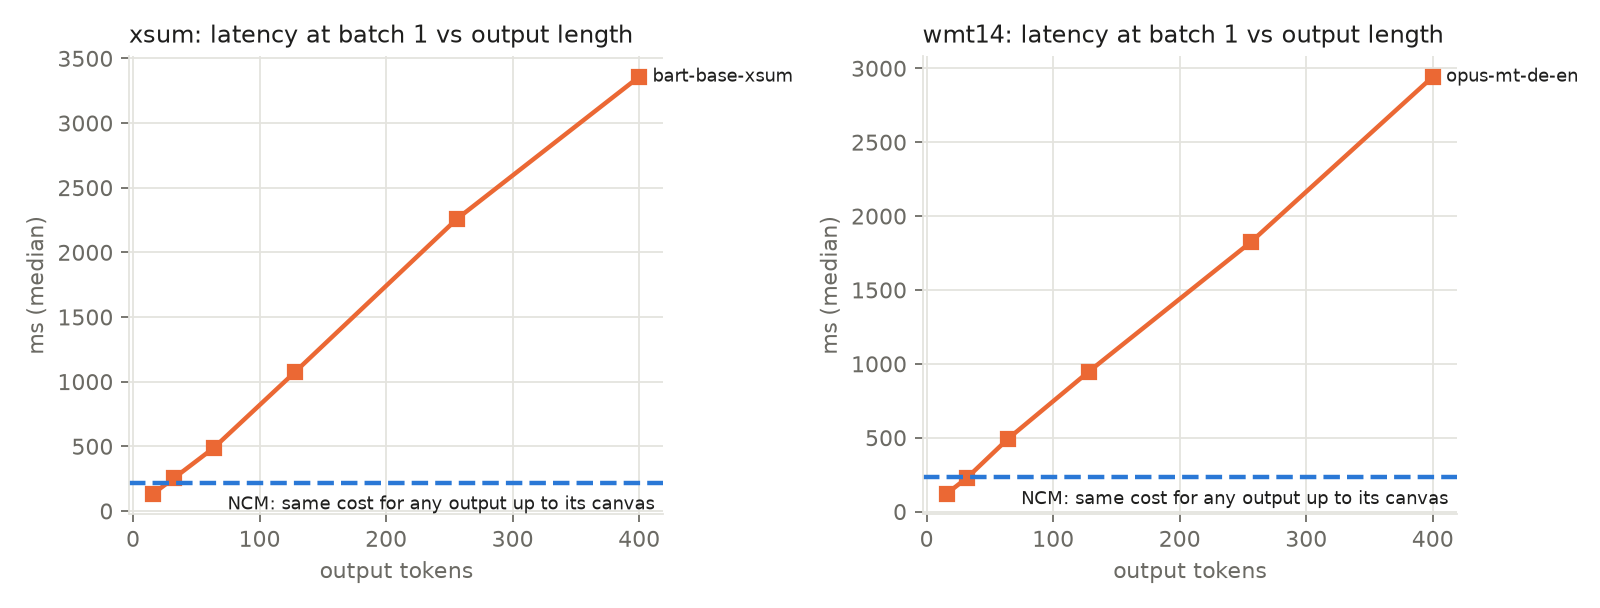 xsum: latency at batch 1 vs output length
3500
3000
2500
2000
1500
1000
500
0
ms (median)
bart-base-xsum
NCM: same cost for any output up to its canvas
0 100 200 300 400
output tokens
wmt14: latency at batch 1 vs output length
3000
2500
2000
1500
1000
500
0
ms (median)
opus-mt-de-en
NCM: same cost for any output up to its canvas
0 100 200 300 400
output tokens